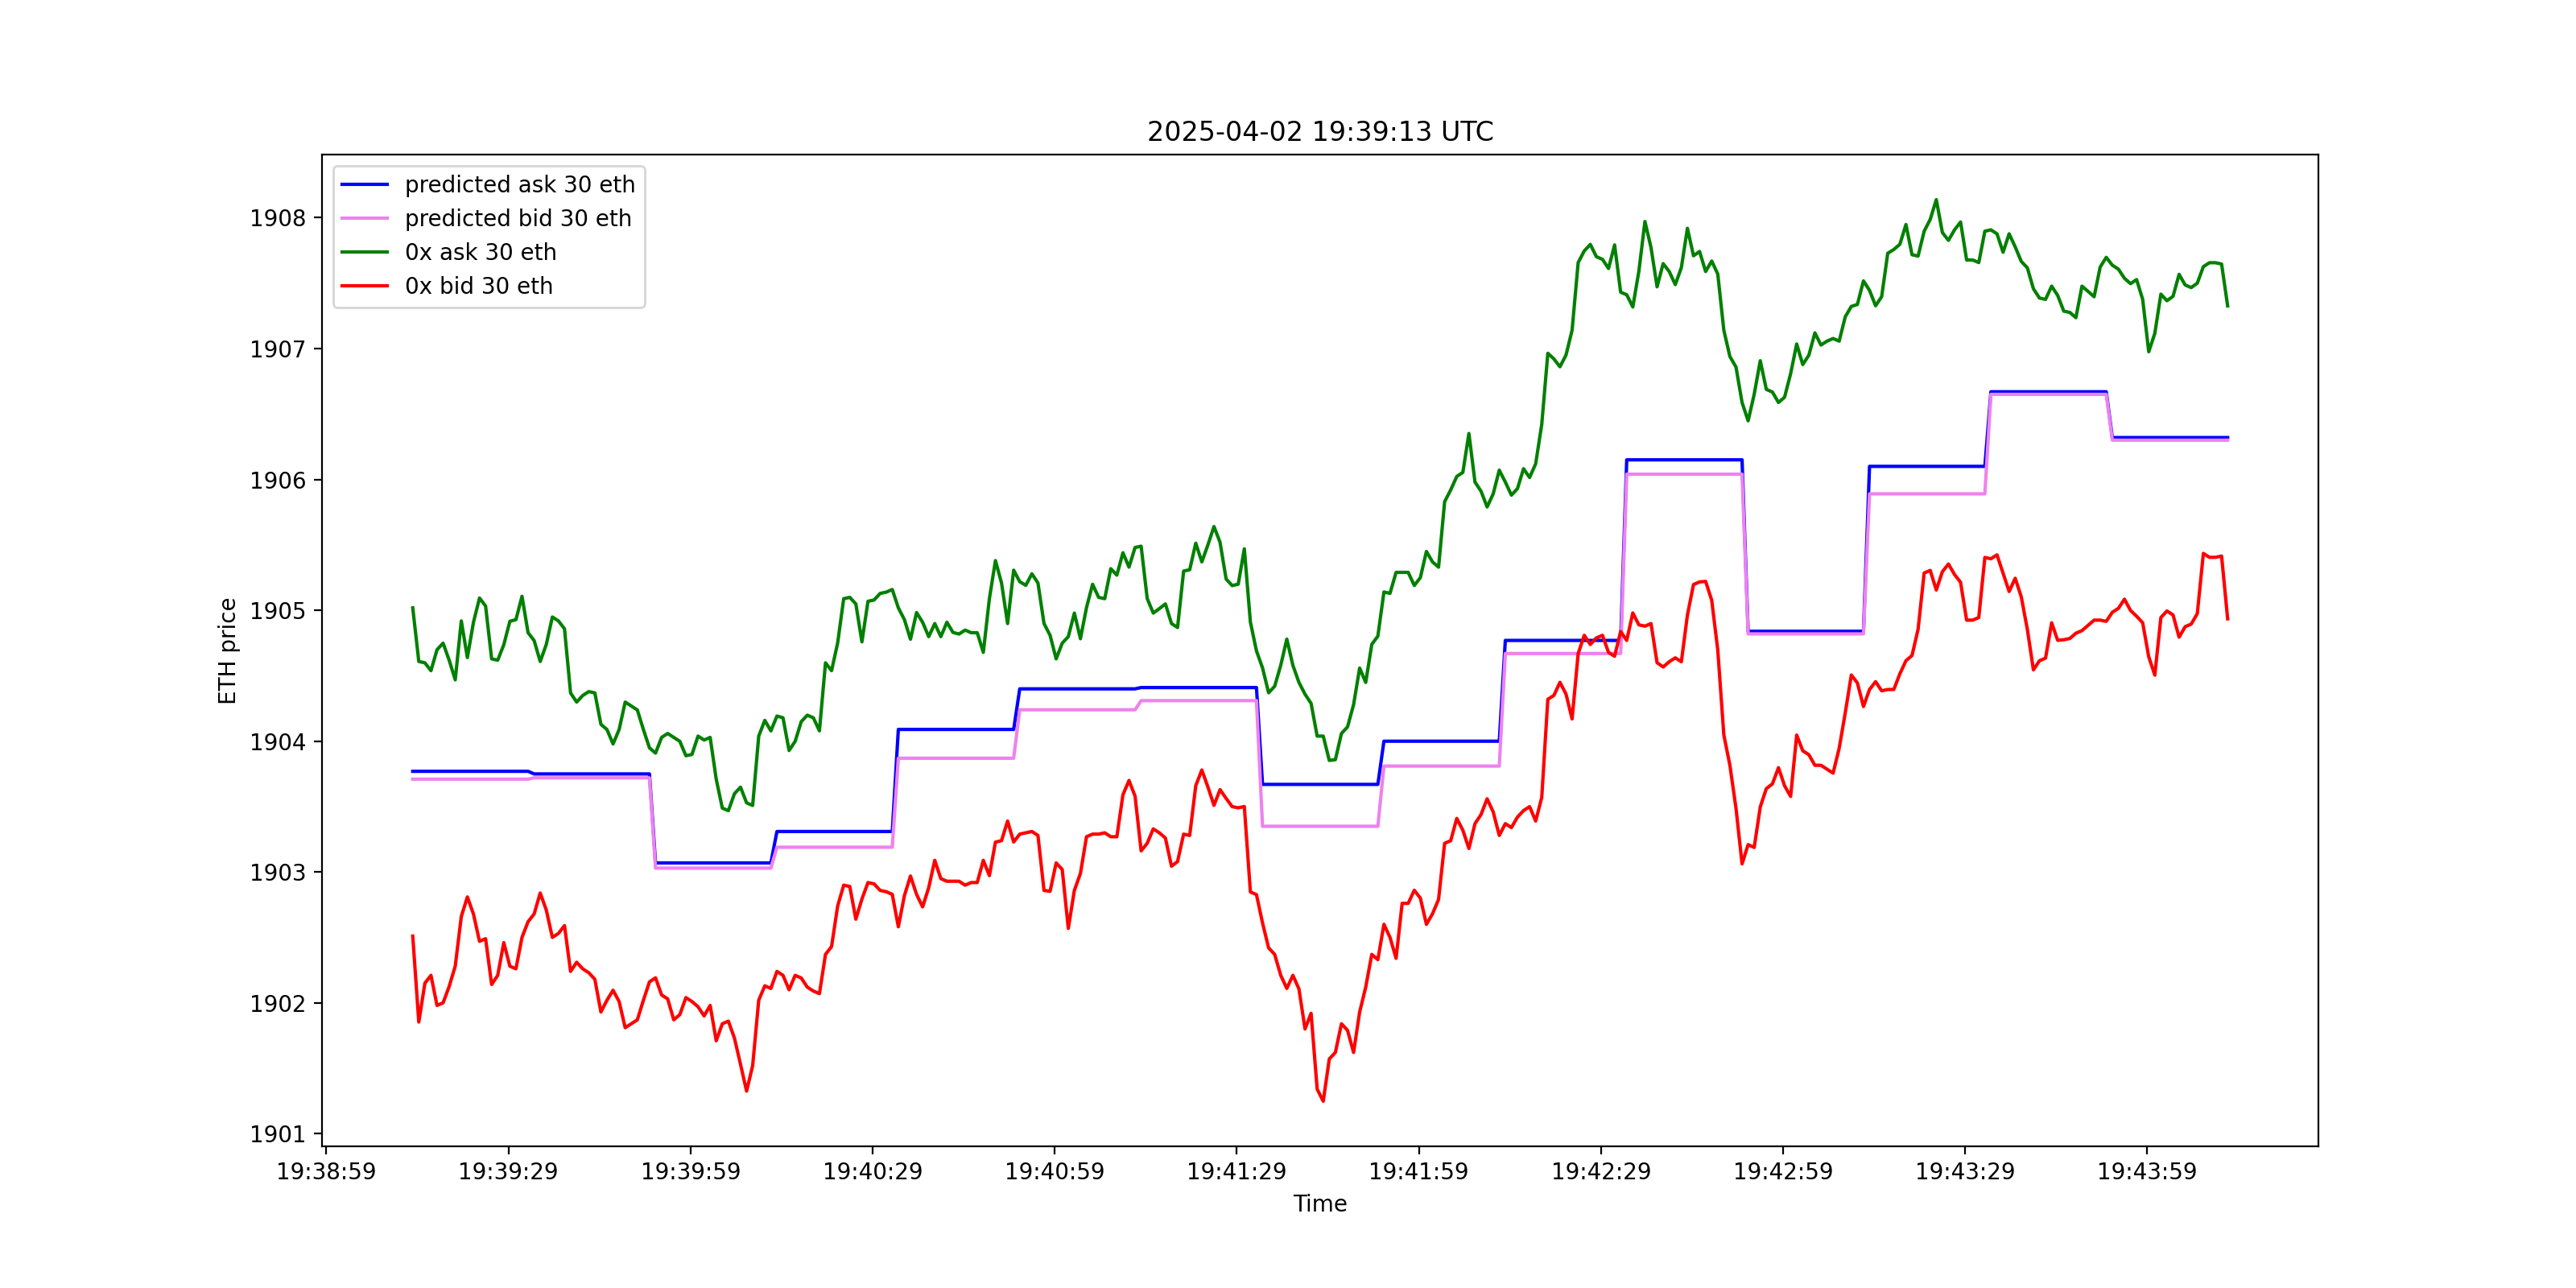 2025-04-02 19:39:13 UTC
predicted ask 30 eth
predicted bid 30 eth
0x ask 30 eth
0x bid 30 eth
ETH price
1908
1907
1906
1905
1904
1903
1902
1901
19:38:59 19:39:29 19:39:59 19:40:29 19:40:59 19:41:29 19:41:59 19:42:29 19:42:59 19:43:29 19:43:59
Time